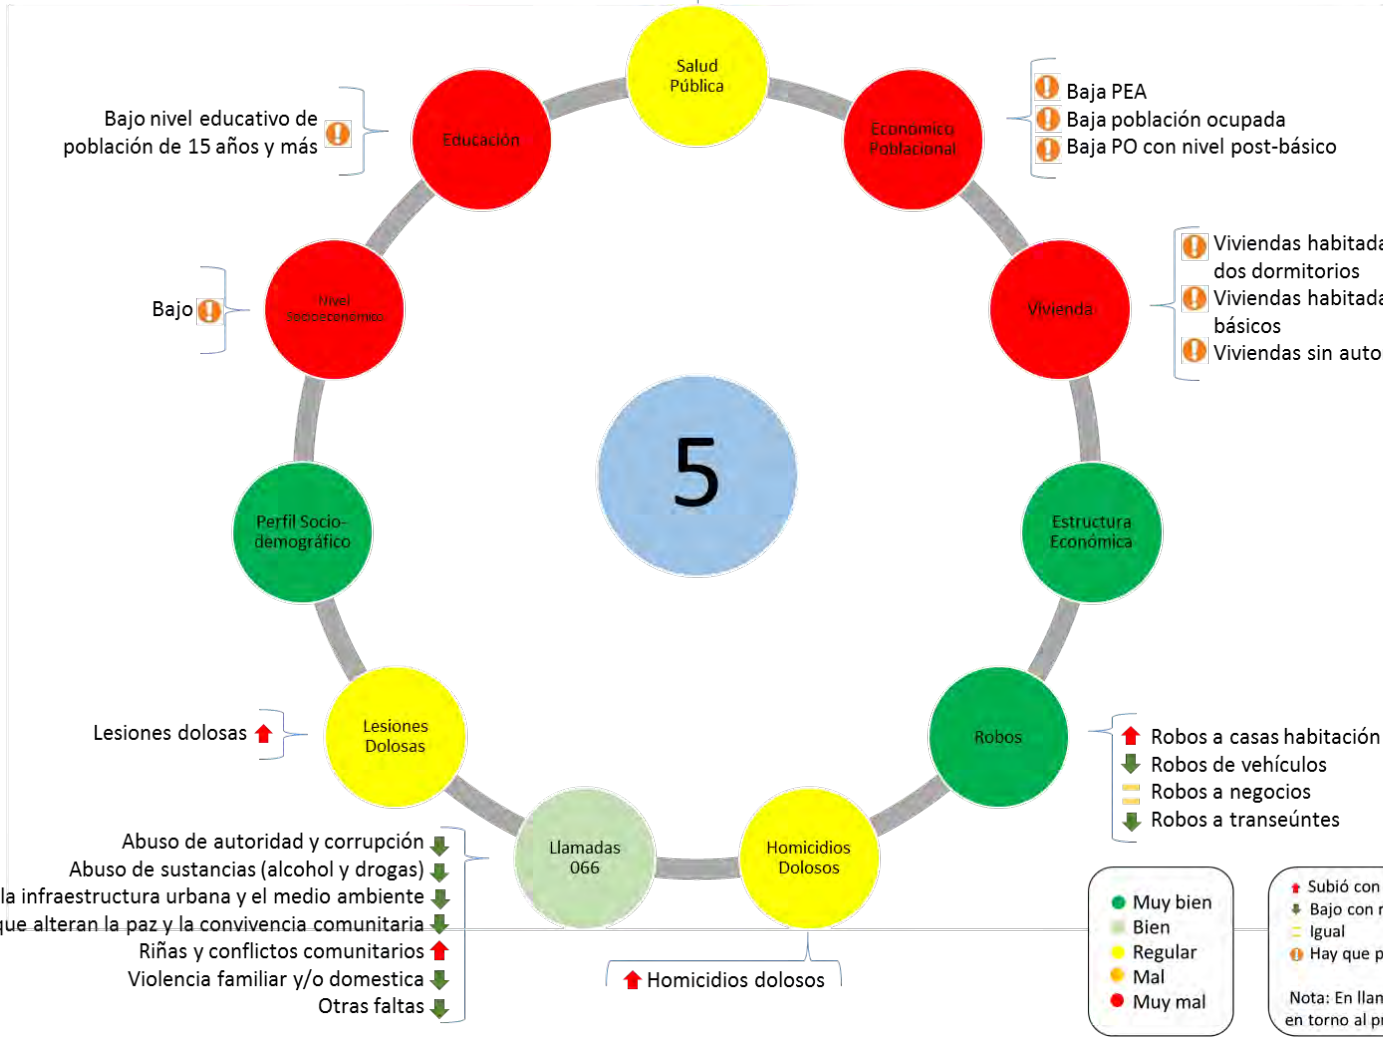 Salud
Pública
Educación
Económico
Poblacional
Bajo nivel educativo de
población de 15 años y más
Baja PEA
Baja población ocupada
Baja PO con nivel post-básico
Nivel
Socioeconómico
Bajo
Vivienda
Viviendas habitada
dos dormitorios
Viviendas habitada
básicos
Viviendas sin auto
5
Perfil Socio-
demográfico
Estructura
Económica
Lesiones dolosas
Lesiones
Dolosas
Robos
Robos a casas habitación
Robos de vehículos
Robos a negocios
Robos a transeúntes
Llamadas
066
Homicidios
Dolosos
Abuso de autoridad y corrupción
Abuso de sustancias (alcohol y drogas)
la infraestructura urbana y el medio ambiente
que alteran la paz y la convivencia comunitaria
Riñas y conflictos comunitarios
Violencia familiar y/o domestica
Otras faltas
Homicidios dolosos
Muy bien
Bien
Regular
Mal
Muy mal
Subió con
Bajo con r
Igual
Hay que p
Nota: En llan
en torno al pr